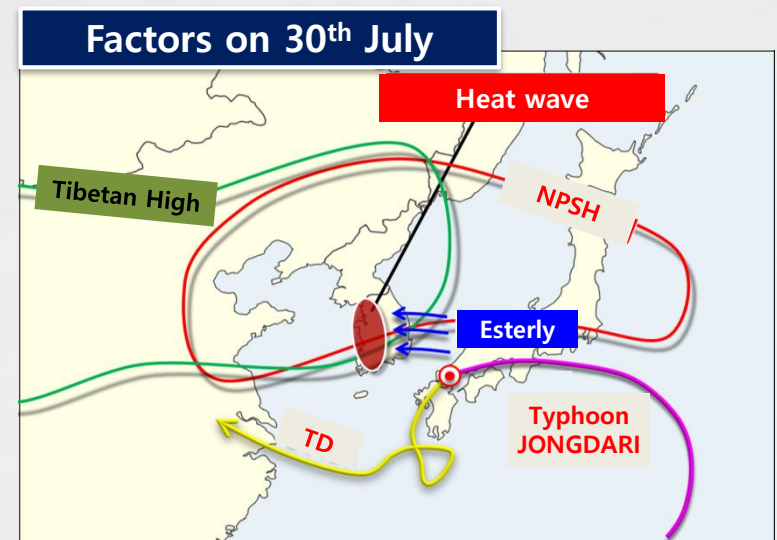 Factors on 30th July
Heat wave
Tibetan High
NPSH
Esterly
Typhoon
JONGDARI
TD